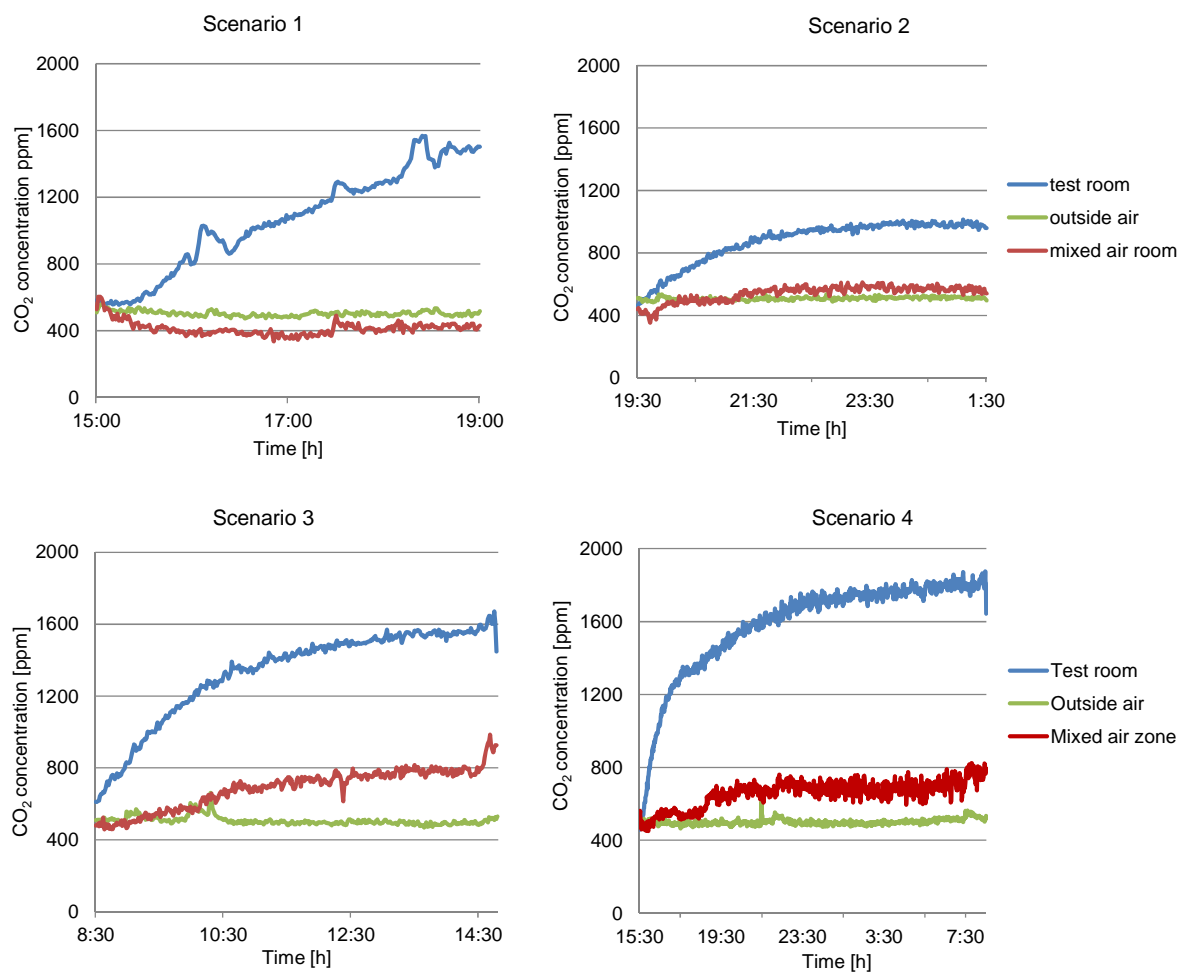 Scenario 1
CO₂ concentration ppm]
2000
1600
1200
800
400
0
15:00 17:00 19:00
Time [h]
Scenario 2
CO₂ concnetration [ppm]
2000
1600
1200
800
400
0
19:30 21:30 23:30 1:30
Time [h]
test room
outside air
mixed air room
Scenario 3
CO₂ concentration [ppm]
2000
1600
1200
800
400
0
8:30 10:30 12:30 14:30
Time [h]
Scenario 4
CO₂ concentration [ppm]
2000
1600
1200
800
400
0
15:30 19:30 23:30 3:30 7:30
Time [h]
Test room
Outside air
Mixed air zone